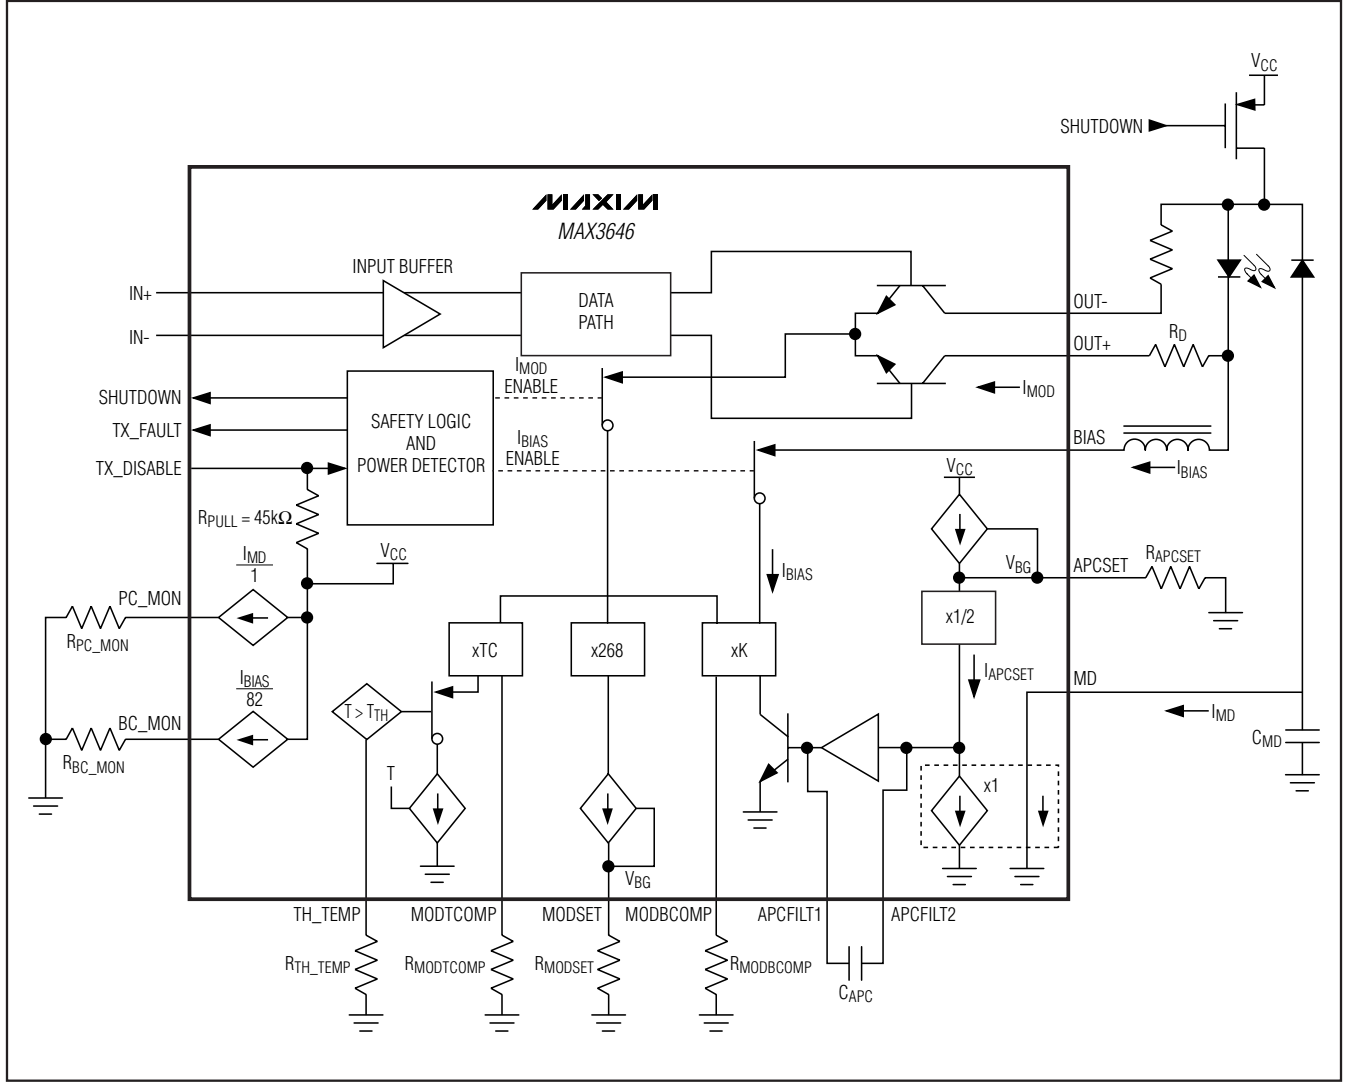 VCC
SHUTDOWN
MAXIM
MAX3646
INPUT BUFFER
IN+
IN-
DATA
PATH
OUT-
OUT+
RD
IMOD
IMOD
ENABLE
SHUTDOWN
TX_FAULT
TX_DISABLE
SAFETY LOGIC
AND
POWER DETECTOR
IBIAS
ENABLE
BIAS
IBIAS
VCC
RPULL = 45kΩ
IMD
1
VCC
IBIAS
VBG
APCSET
RAPCSET
PC_MON
RPC_MON
xTC
x268
xK
x1/2
IAPCSET
MD
IMD
IBIAS
82
T > TTH
BC_MON
RBC_MON
CMD
T
x1
VBG
TH_TEMP
MODTCOMP
MODSET
MODBCOMP
APCFILT1
APCFILT2
RTH_TEMP
RMODTCOMP
RMODSET
RMODBCOMP
CAPC